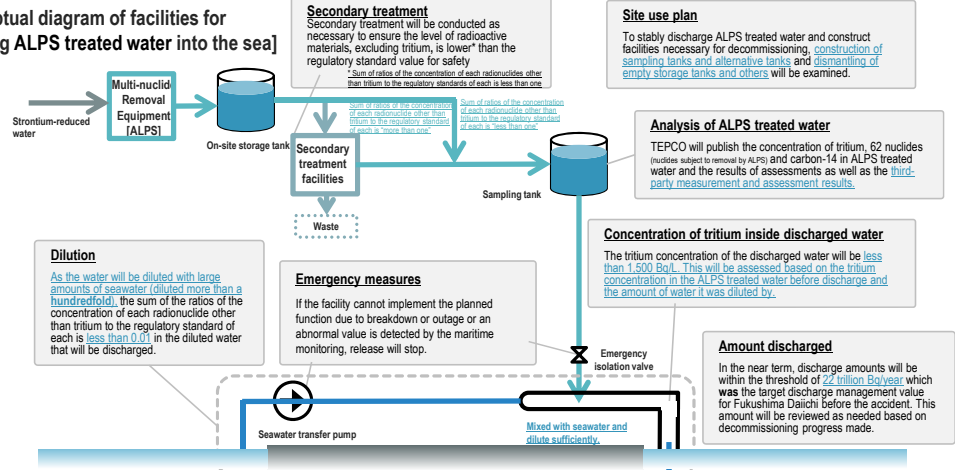 ptual diagram of facilities for
g ALPS treated water into the sea]
Secondary treatment
Secondary treatment will be conducted as
necessary to ensure the level of radioactive
materials, excluding tritium, is lower* than the
regulatory standard value for safety
* Sum of ratios of the concentration of each radionuclides other
than tritium to the regulatory standards of each is less than one
Site use plan
To stably discharge ALPS treated water and construct
facilities necessary for decommissioning, construction of
sampling tanks and alternative tanks and dismantling of
empty storage tanks and others will be examined.
Multi-nuclid
Removal
Equipment
[ALPS]
Strontium-reduced
water
On-site storage tank
Sum of ratios of the concentration
of each radionuclide other than
tritium to the regulatory standard
of each is "more than one"
Sum of ratios of the concentration
of each radionuclide other than
tritium to the regulatory standard
of each is "less than one"
Secondary
treatment
facilities
Waste
Sampling tank
Analysis of ALPS treated water
TEPCO will publish the concentration of tritium, 62 nuclides
(nuclides subject to removal by ALPS) and carbon-14 in ALPS treated
water and the results of assessments as well as the third-
party measurement and assessment results.
Concentration of tritium inside discharged water
The tritium concentration of the discharged water will be less
than 1,500 Bq/L. This will be assessed based on the tritium
concentration in the ALPS treated water before discharge and
the amount of water it was diluted by.
Dilution
As the water will be diluted with large
amounts of seawater (diluted more than a
hundredfold), the sum of the ratios of the
concentration of each radionuclide other
than tritium to the regulatory standard of
each is less than 0.01 in the diluted water
that will be discharged.
Emergency measures
If the facility cannot implement the planned
function due to breakdown or outage or an
abnormal value is detected by the maritime
monitoring, release will stop.
Emergency
isolation valve
Amount discharged
In the near term, discharge amounts will be
within the threshold of 22 trillion Bq/year which
was the target discharge management value
for Fukushima Daiichi before the accident. This
amount will be reviewed as needed based on
decommissioning progress made.
Seawater transfer pump
Mixed with seawater and
dilute sufficiently.